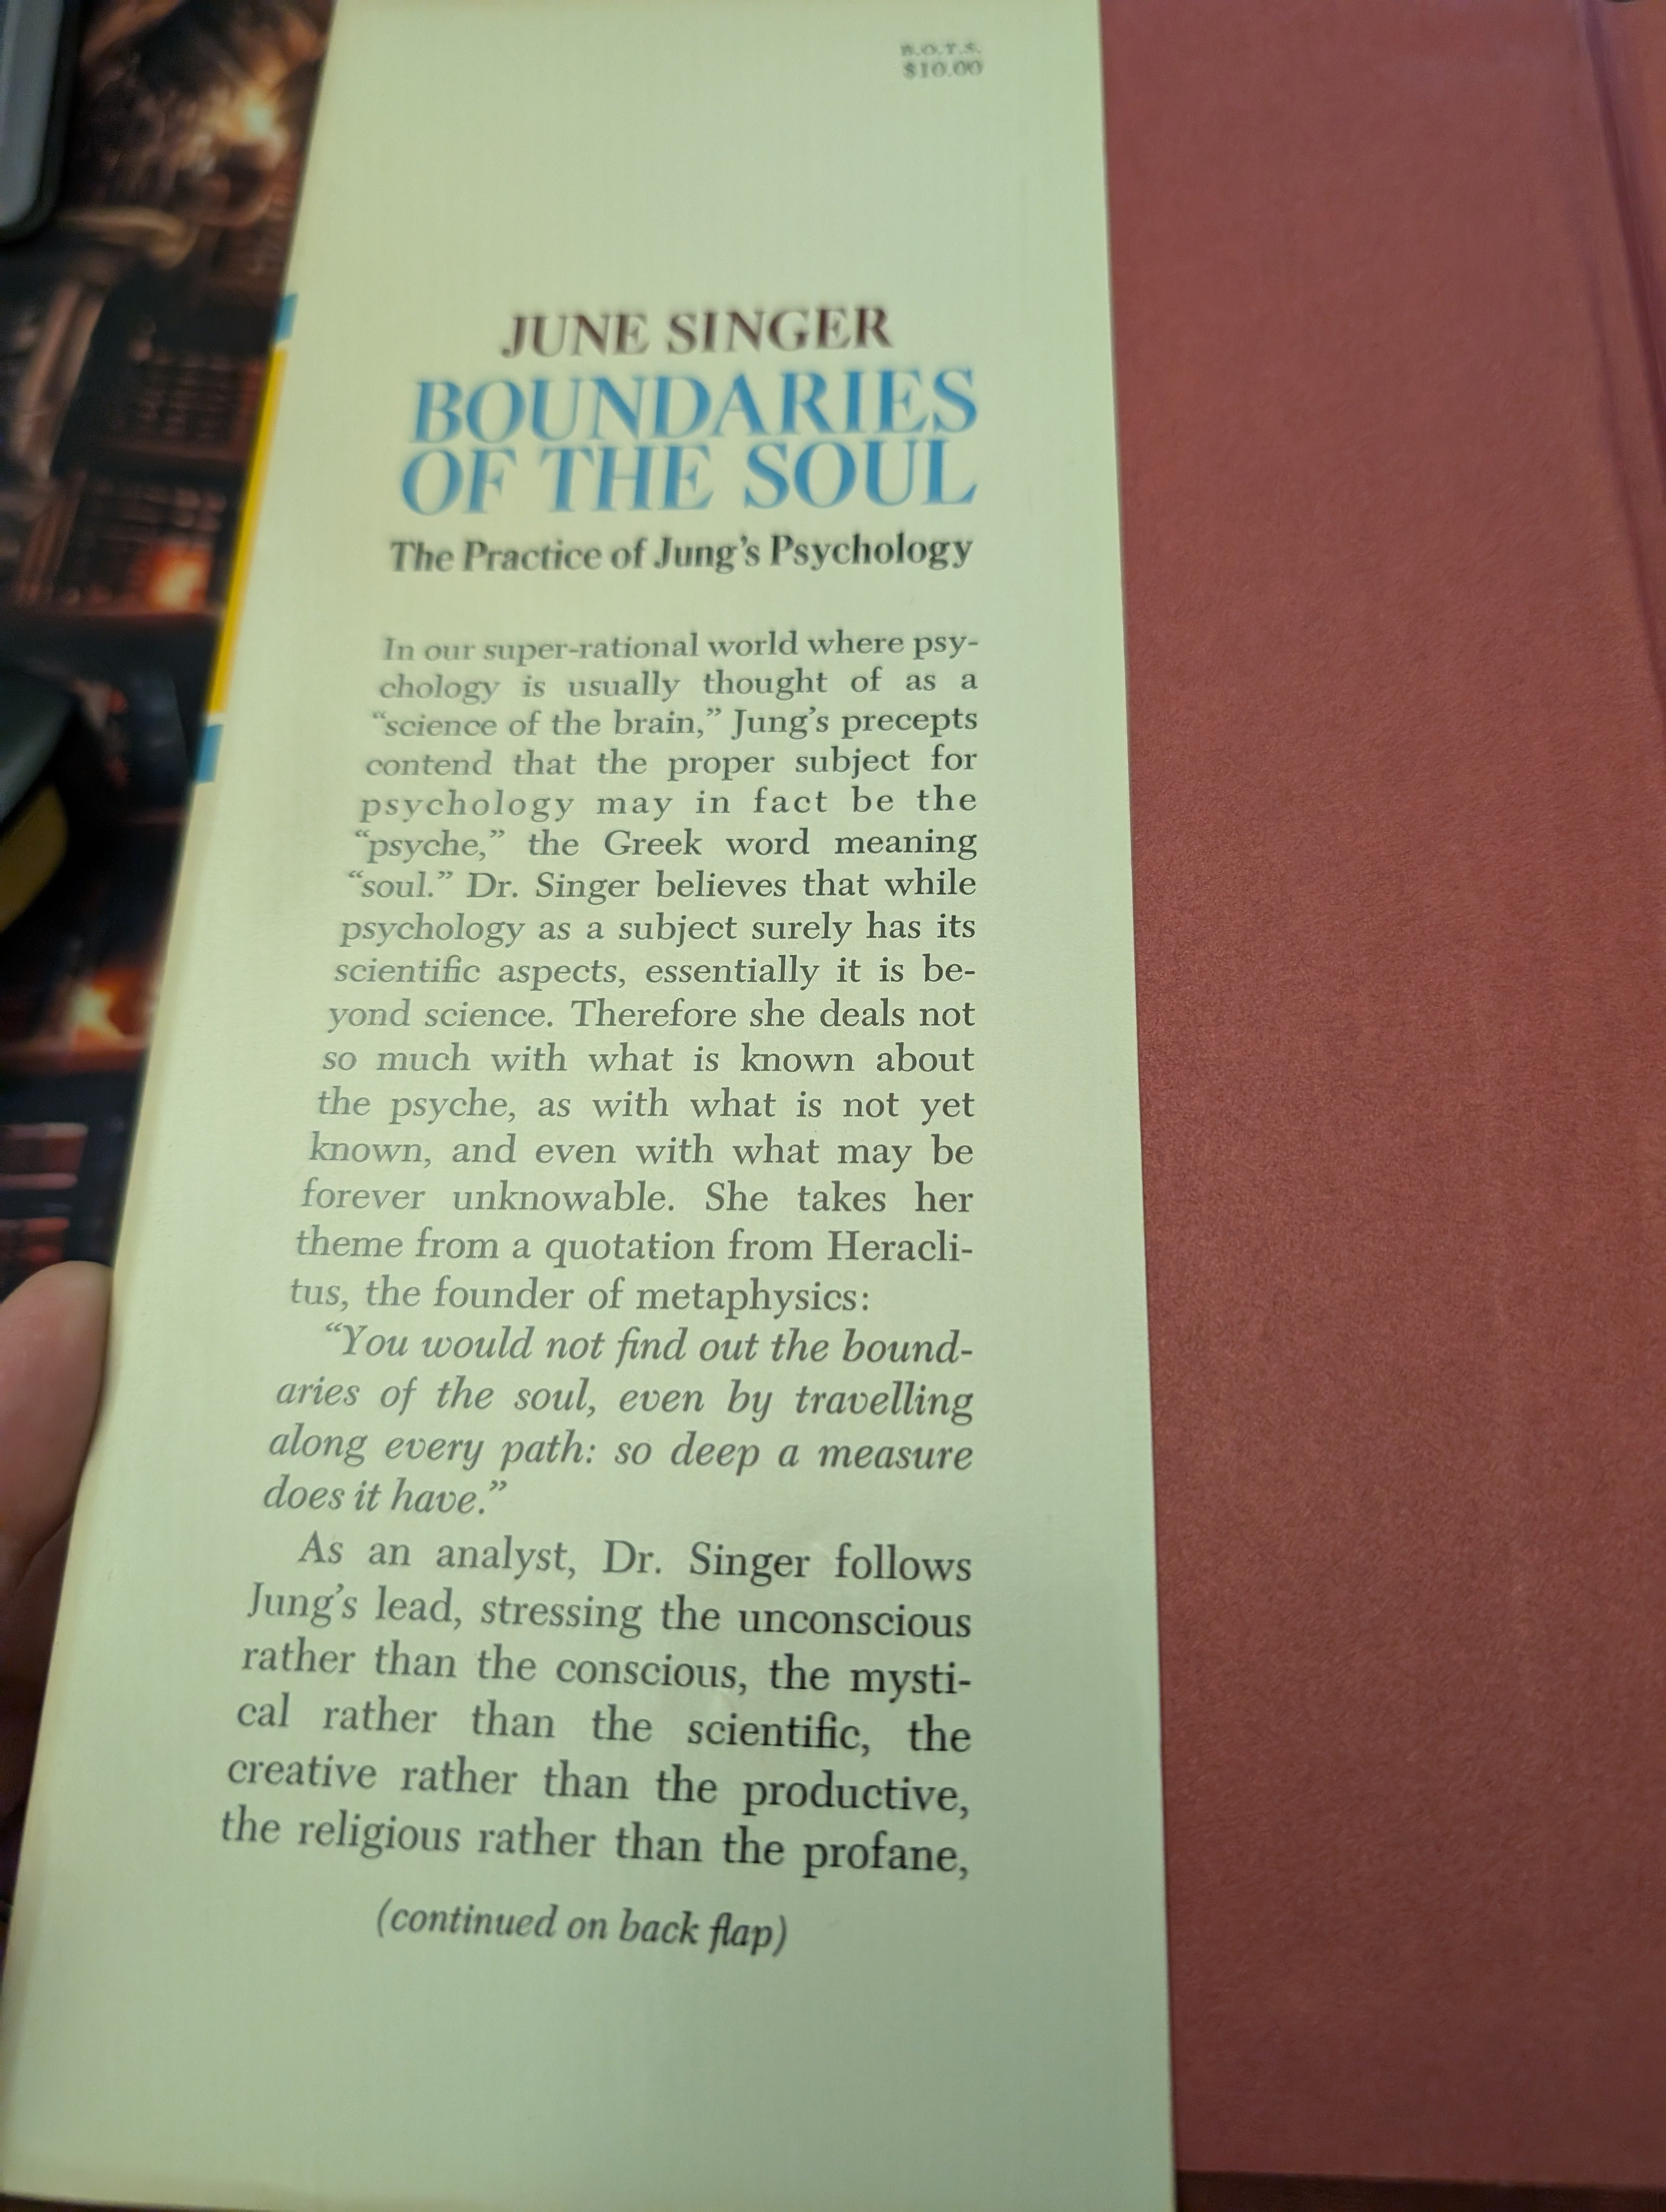 B.O.T.S.
$10.00
JUNE SINGER
BOUNDARIES
OF THE SOUL
The Practice of Jung's Psychology
In our super-rational world where psy-
chology is usually thought of as a
“science of the brain,” Jung's precepts
contend that the proper subject for
psychology may in fact be the
“psyche,” the Greek word meaning
“soul.” Dr. Singer believes that while
psychology as a subject surely has its
scientific aspects, essentially it is be-
yond science. Therefore she deals not
so much with what is known about
the psyche, as with what is not yet
known, and even with what may be
forever unknowable. She takes her
theme from a quotation from Heracli-
tus, the founder of metaphysics:
“You would not find out the bound-
aries of the soul, even by travelling
along every path: so deep a measure
does it have.”
As an analyst, Dr. Singer follows
Jung's lead, stressing the unconscious
rather than the conscious, the mysti-
cal rather than the scientific, the
creative rather than the productive,
the religious rather than the profane,
(continued on back flap)